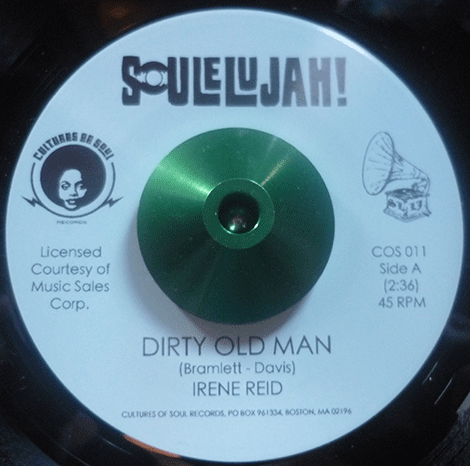 SOULELUJAH!
CULTURES OF SOUL
RECORDS
Licensed
Courtesy of
Music Sales
Corp.
COS 011
Side A
(2:36)
45 RPM
DIRTY OLD MAN
(Bramlett - Davis)
IRENE REID
CULTURES OF SOUL RECORDS, PO BOX 961334, BOSTON, MA 02196